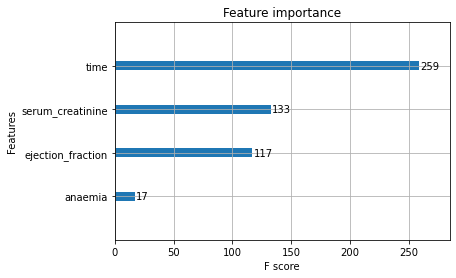 Feature importance
Features
time
259
serum_creatinine
133
ejection_fraction
117
anaemia
17
0 50 100 150 200 250
F score